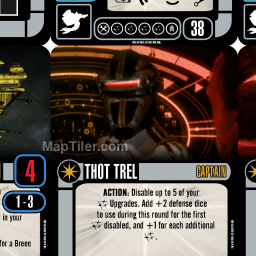 38
MapTiler.com
4
1-3
THOT TREL
CAPTAIN
ACTION: Disable up to 5 of your
Upgrades. Add +2 defense dice
to use during this round for the first
disabled, and +1 for each additional
.
t in your
for a Breen